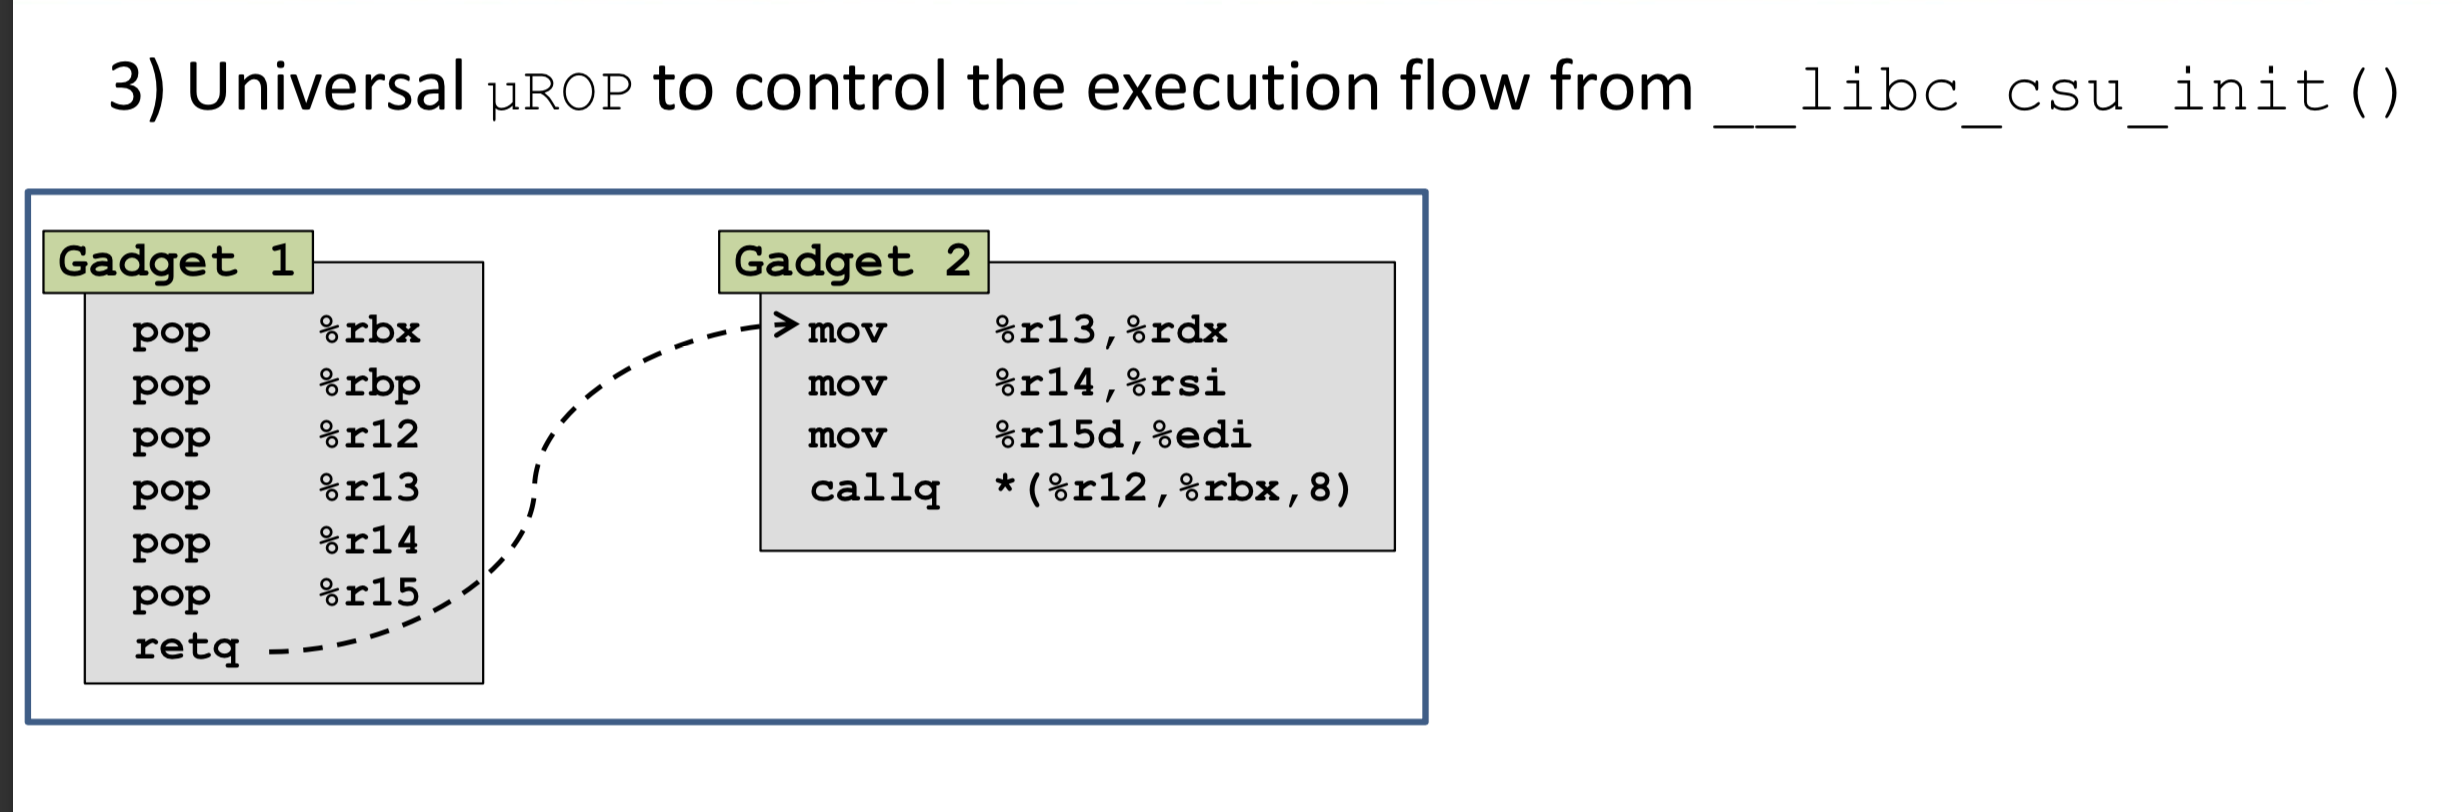 3) Universal µROP to control the execution flow from __libc_csu_init()
Gadget 1
pop %rbx
pop %rbp
pop %r12
pop %r13
pop %r14
pop %r15
retq
Gadget 2
mov %r13,%rdx
mov %r14,%rsi
mov %r15d,%edi
callq *(%r12,%rbx,8)